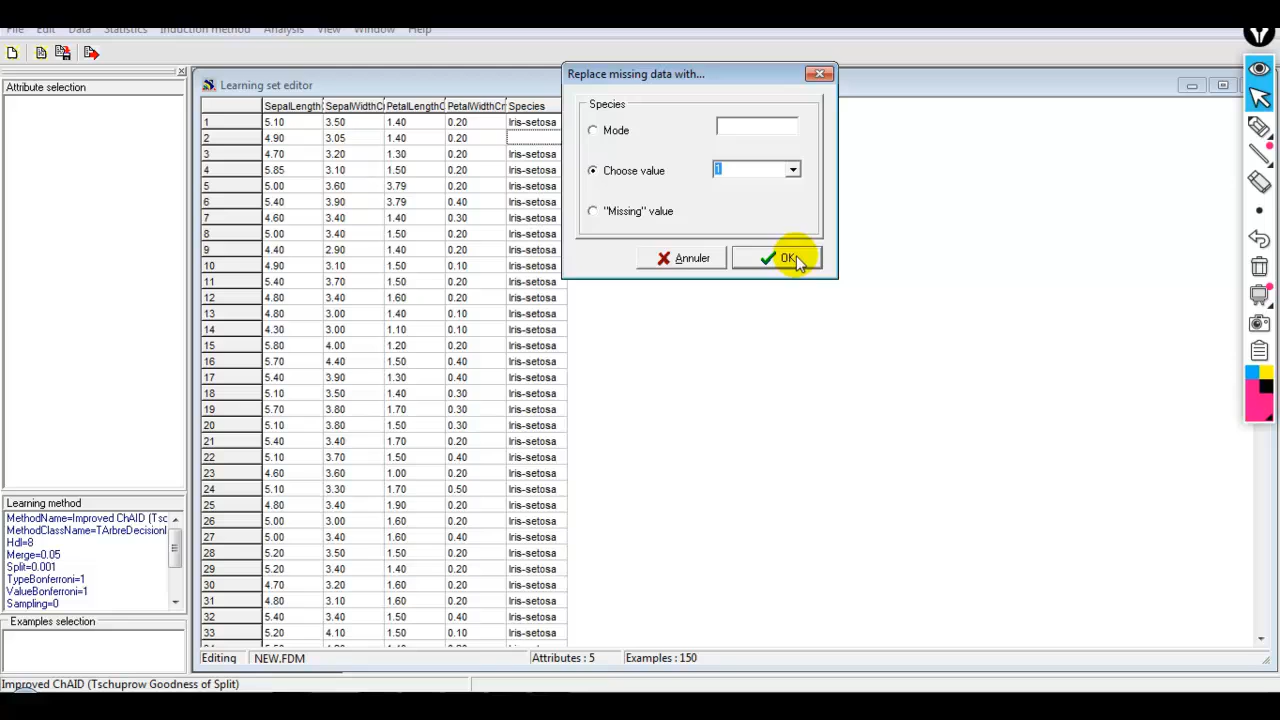 File Edit Data Statistics Induction method Analysis View Window Help
Attribute selection
Learning set editor
Replace missing data with...
Species
Mode
Choose value 1
"Missing" value
Annuler OK
SepalLength SepalWidthC PetalLengthC PetalWidthC Species
1 5.10 3.50 1.40 0.20 Iris-setosa
2 4.90 3.05 1.40 0.20
3 4.70 3.20 1.30 0.20 Iris-setosa
4 5.85 3.10 1.50 0.20 Iris-setosa
5 5.00 3.60 3.79 0.20 Iris-setosa
6 5.40 3.90 3.79 0.40 Iris-setosa
7 4.60 3.40 1.40 0.30 Iris-setosa
8 5.00 3.40 1.50 0.20 Iris-setosa
9 4.40 2.90 1.40 0.20 Iris-setosa
10 4.90 3.10 1.50 0.10 Iris-setosa
11 5.40 3.70 1.50 0.20 Iris-setosa
12 4.80 3.40 1.60 0.20 Iris-setosa
13 4.80 3.00 1.40 0.10 Iris-setosa
14 4.30 3.00 1.10 0.10 Iris-setosa
15 5.80 4.00 1.20 0.20 Iris-setosa
16 5.70 4.40 1.50 0.40 Iris-setosa
17 5.40 3.90 1.30 0.40 Iris-setosa
18 5.10 3.50 1.40 0.30 Iris-setosa
19 5.70 3.80 1.70 0.30 Iris-setosa
20 5.10 3.80 1.50 0.30 Iris-setosa
21 5.40 3.40 1.70 0.20 Iris-setosa
22 5.10 3.70 1.50 0.40 Iris-setosa
23 4.60 3.60 1.00 0.20 Iris-setosa
24 5.10 3.30 1.70 0.50 Iris-setosa
25 4.80 3.40 1.90 0.20 Iris-setosa
26 5.00 3.00 1.60 0.20 Iris-setosa
27 5.00 3.40 1.60 0.40 Iris-setosa
28 5.20 3.50 1.50 0.20 Iris-setosa
29 5.20 3.40 1.40 0.20 Iris-setosa
30 4.70 3.20 1.60 0.20 Iris-setosa
31 4.80 3.10 1.60 0.20 Iris-setosa
32 5.40 3.40 1.50 0.40 Iris-setosa
33 5.20 4.10 1.50 0.10 Iris-setosa
Learning method
MethodName=Improved ChAID (Tsc
MethodClassName=TArbreDecisionI
Hdl=8
Merge=0.05
Split=0.001
TypeBonferroni=1
ValueBonferroni=1
Sampling=0
Examples selection
Editing NEW.FDM Attributes : 5 Examples : 150
Improved ChAID (Tschuprow Goodness of Split)